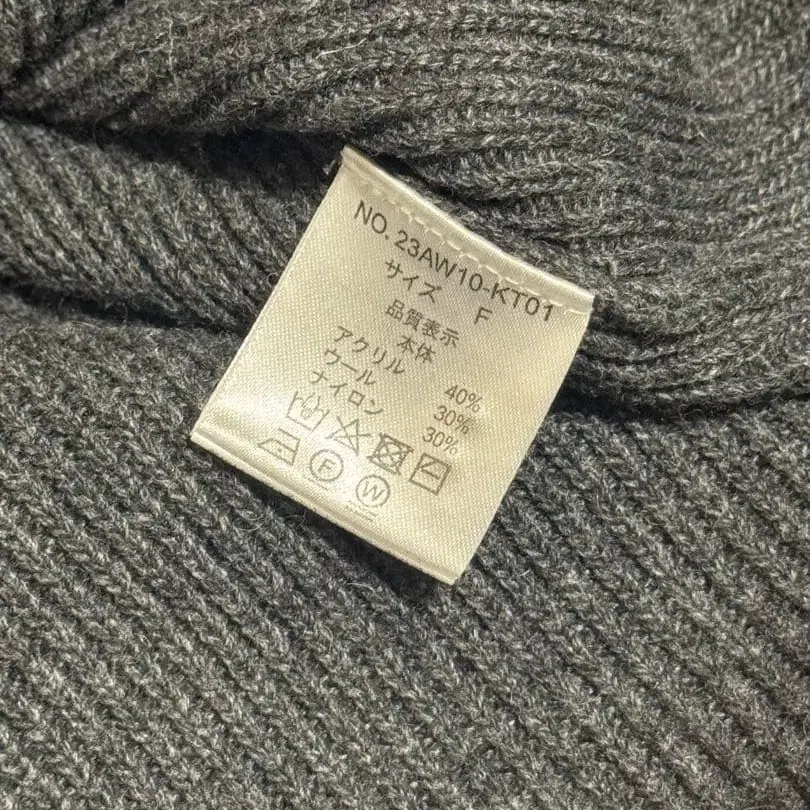 NO. 23AW10-KT01
サイズ F
品質表示
本体
アクリル 40%
ウール 30%
ナイロン 30%
F W